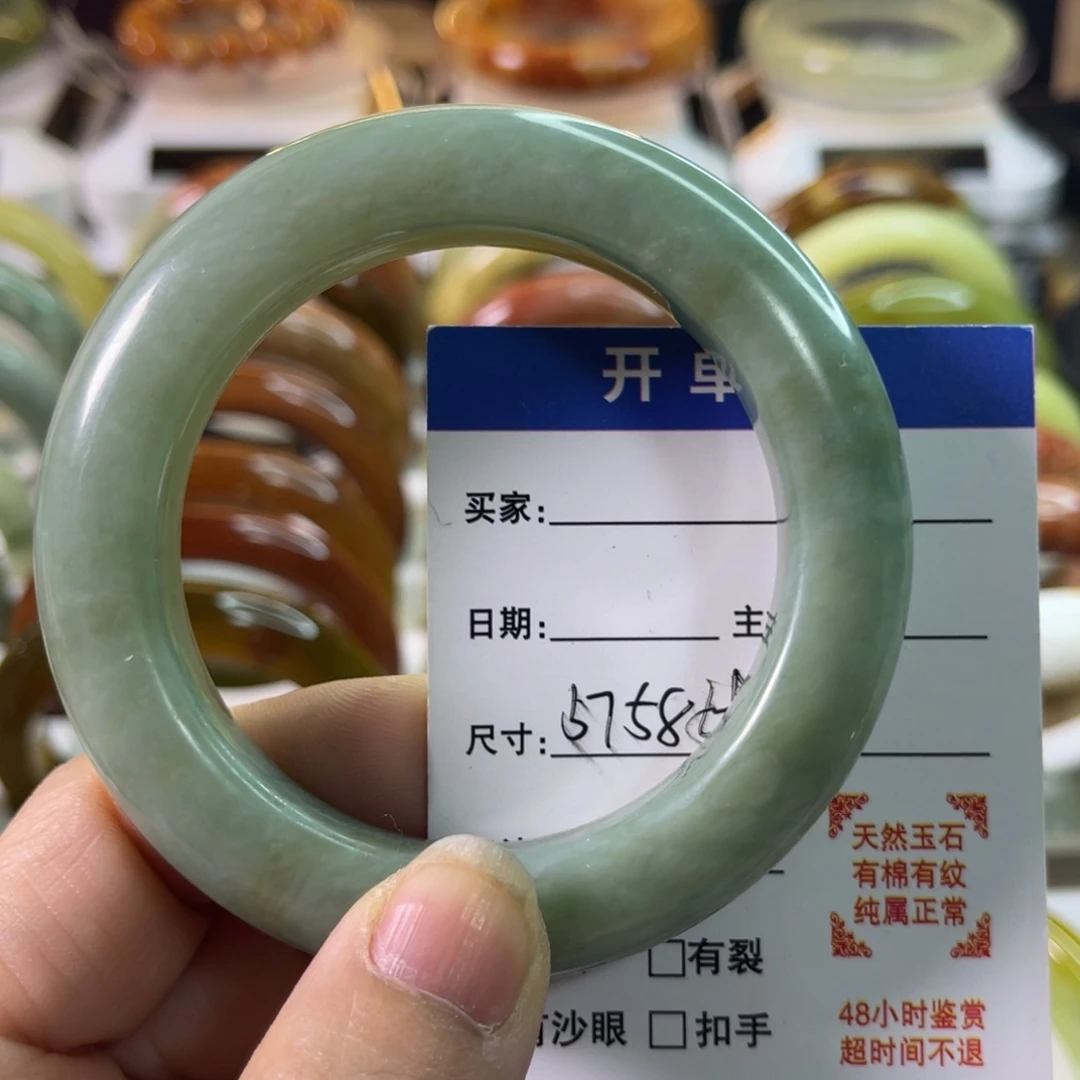 开单
买家:
日期: 主
尺寸: 5758
天然玉石
有棉有纹
纯属正常
□有裂
沙眼 □扣手
48小时鉴赏
超时间不退